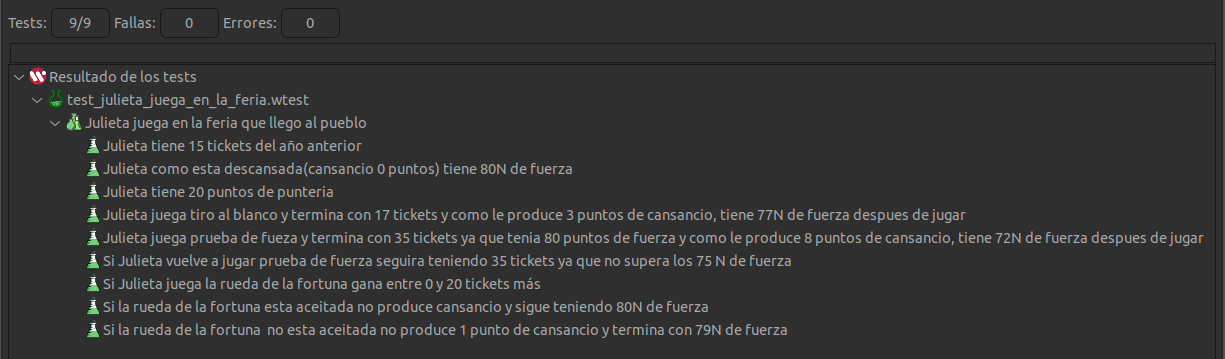 Tests: 9/9 Fallas: 0 Errores: 0
Resultado de los tests
test_julieta_juega_en_la_feria.wtest
Julieta juega en la feria que llego al pueblo
Julieta tiene 15 tickets del año anterior
Julieta como esta descansada(cansancio 0 puntos) tiene 80N de fuerza
Julieta tiene 20 puntos de punteria
Julieta juega tiro al blanco y termina con 17 tickets y como le produce 3 puntos de cansancio, tiene 77N de fuerza despues de jugar
Julieta juega prueba de fueza y termina con 35 tickets ya que tenia 80 puntos de fuerza y como le produce 8 puntos de cansancio, tiene 72N de fuerza despues de jugar
Si Julieta vuelve a jugar prueba de fuerza seguira teniendo 35 tickets ya que no supera los 75 N de fuerza
Si Julieta juega la rueda de la fortuna gana entre 0 y 20 tickets más
Si la rueda de la fortuna esta aceitada no produce cansancio y sigue teniendo 80N de fuerza
Si la rueda de la fortuna  no esta aceitada no produce 1 punto de cansancio y termina con 79N de fuerza